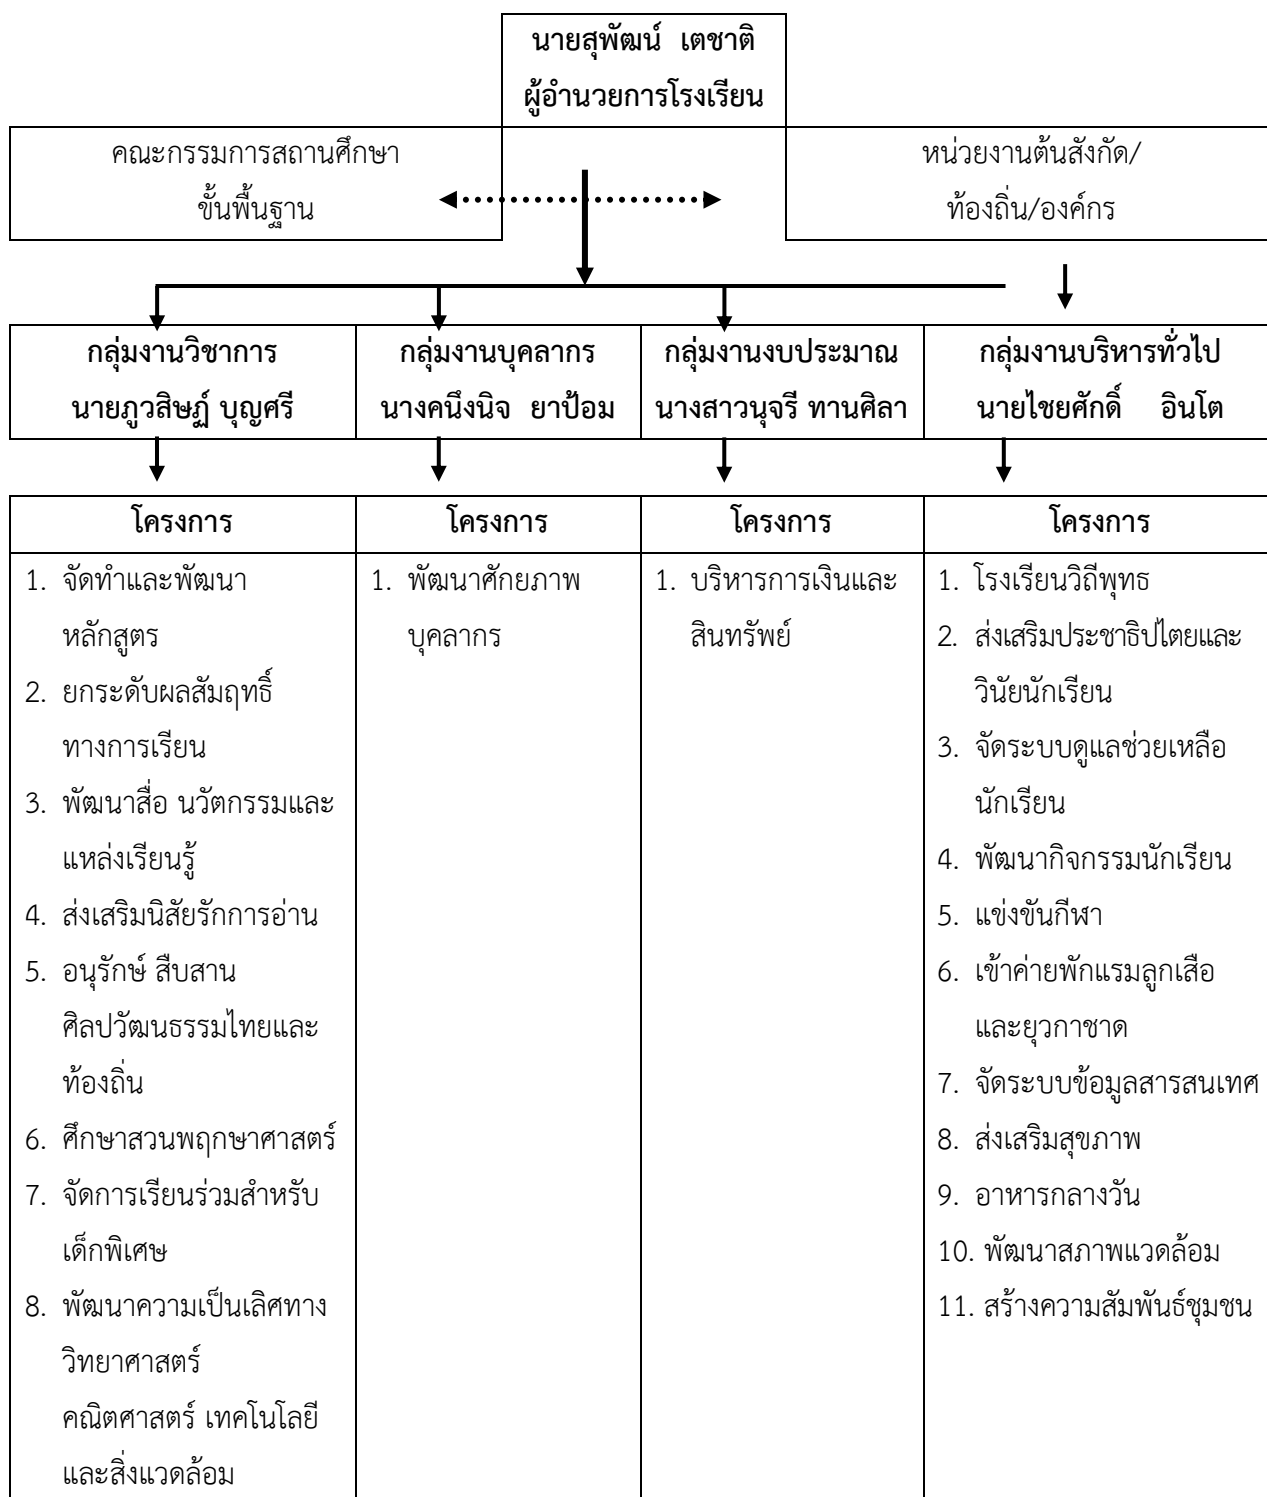 นายสุพัฒน์ เตชาติ
ผู้อำนวยการโรงเรียน
คณะกรรมการสถานศึกษา
ขั้นพื้นฐาน
หน่วยงานต้นสังกัด/
ท้องถิ่น/องค์กร
กลุ่มงานวิชาการ
นายภูวสิษฏ์ บุญศรี
กลุ่มงานบุคลากร
นางคนึงนิจ ยาป้อม
กลุ่มงานงบประมาณ
นางสาวนุจรี ทานศิลา
กลุ่มงานบริหารทั่วไป
นายไชยศักดิ์ อินโต
โครงการ
1. จัดทำและพัฒนา
หลักสูตร
2. ยกระดับผลสัมฤทธิ์
ทางการเรียน
3. พัฒนาสื่อ นวัตกรรมและ
แหล่งเรียนรู้
4. ส่งเสริมนิสัยรักการอ่าน
5. อนุรักษ์ สืบสาน
ศิลปวัฒนธรรมไทยและ
ท้องถิ่น
6. ศึกษาสวนพฤกษาศาสตร์
7. จัดการเรียนร่วมสำหรับ
เด็กพิเศษ
8. พัฒนาความเป็นเลิศทาง
วิทยาศาสตร์
คณิตศาสตร์ เทคโนโลยี
และสิ่งแวดล้อม
โครงการ
1. พัฒนาศักยภาพ
บุคลากร
โครงการ
1. บริหารการเงินและ
สินทรัพย์
โครงการ
1. โรงเรียนวิถีพุทธ
2. ส่งเสริมประชาธิปไตยและ
วินัยนักเรียน
3. จัดระบบดูแลช่วยเหลือ
นักเรียน
4. พัฒนากิจกรรมนักเรียน
5. แข่งขันกีฬา
6. เข้าค่ายพักแรมลูกเสือ
และยุวกาชาด
7. จัดระบบข้อมูลสารสนเทศ
8. ส่งเสริมสุขภาพ
9. อาหารกลางวัน
10. พัฒนาสภาพแวดล้อม
11. สร้างความสัมพันธ์ชุมชน